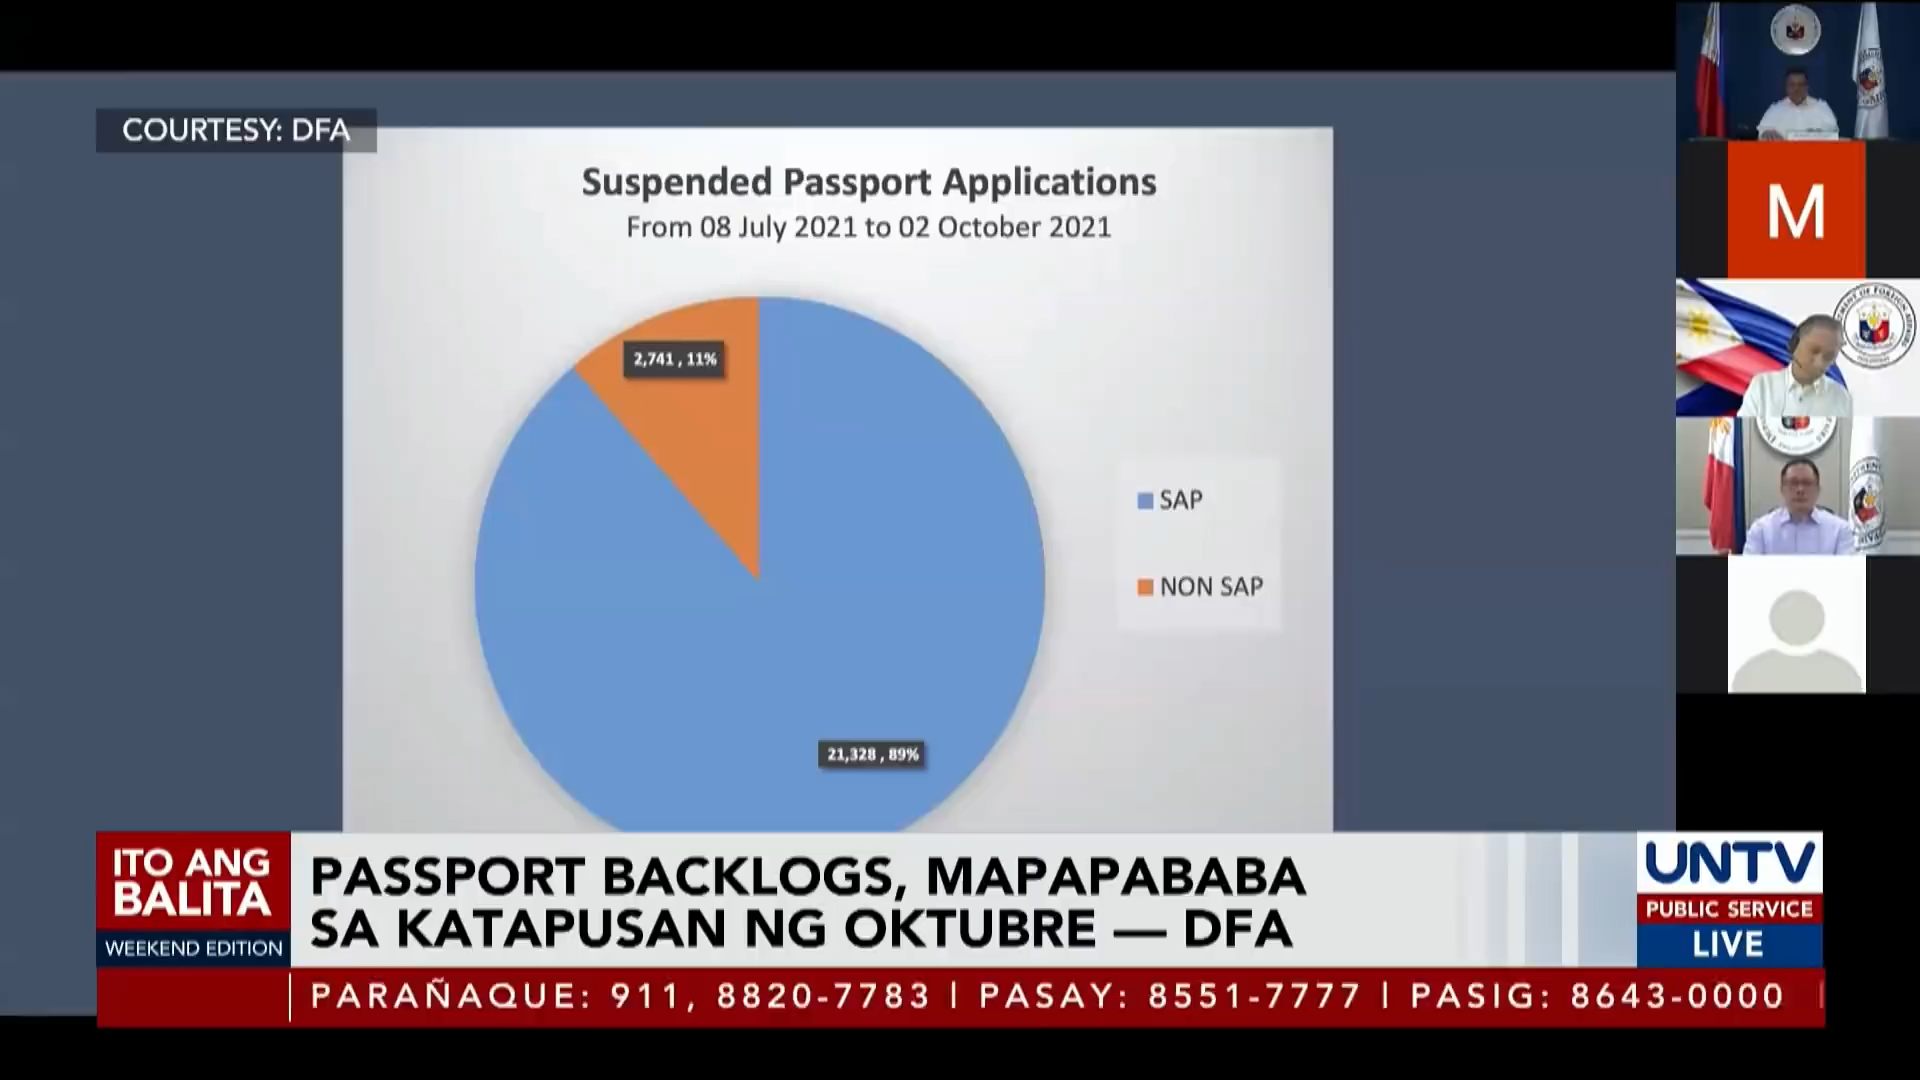 COURTESY: DFA
Suspended Passport Applications
From 08 July 2021 to 02 October 2021
2,741 , 11%
SAP
NON SAP
21,328 , 89%
M
ITO ANG
BALITA
WEEKEND EDITION
PASSPORT BACKLOGS, MAPAPABABA
SA KATAPUSAN NG OKTUBRE — DFA
UNTV
PUBLIC SERVICE
LIVE
PARAÑAQUE: 911, 8820-7783 | PASAY: 8551-7777 | PASIG: 8643-0000 |